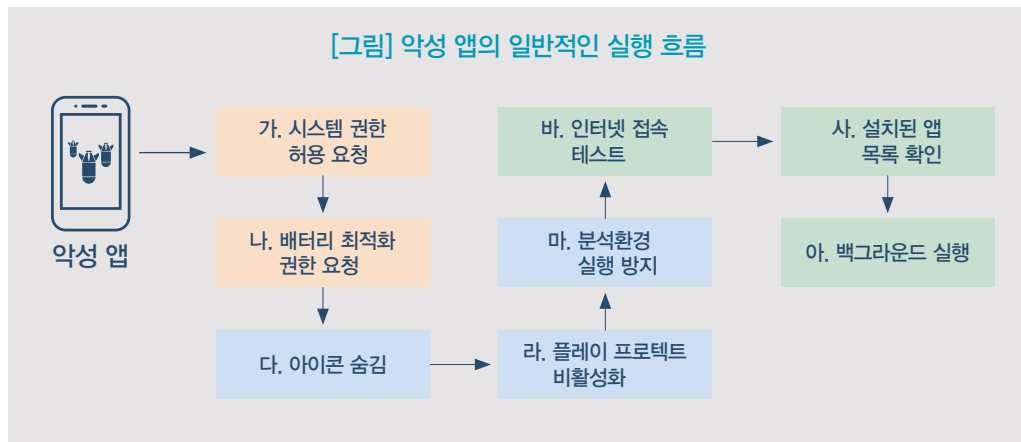 [그림] 악성 앱의 일반적인 실행 흐름
악성 앱
가. 시스템 권한
허용 요청
나. 배터리 최적화
권한 요청
다. 아이콘 숨김
라. 플레이 프로텍트
비활성화
마. 분석환경
실행 방지
바. 인터넷 접속
테스트
사. 설치된 앱
목록 확인
아. 백그라운드 실행